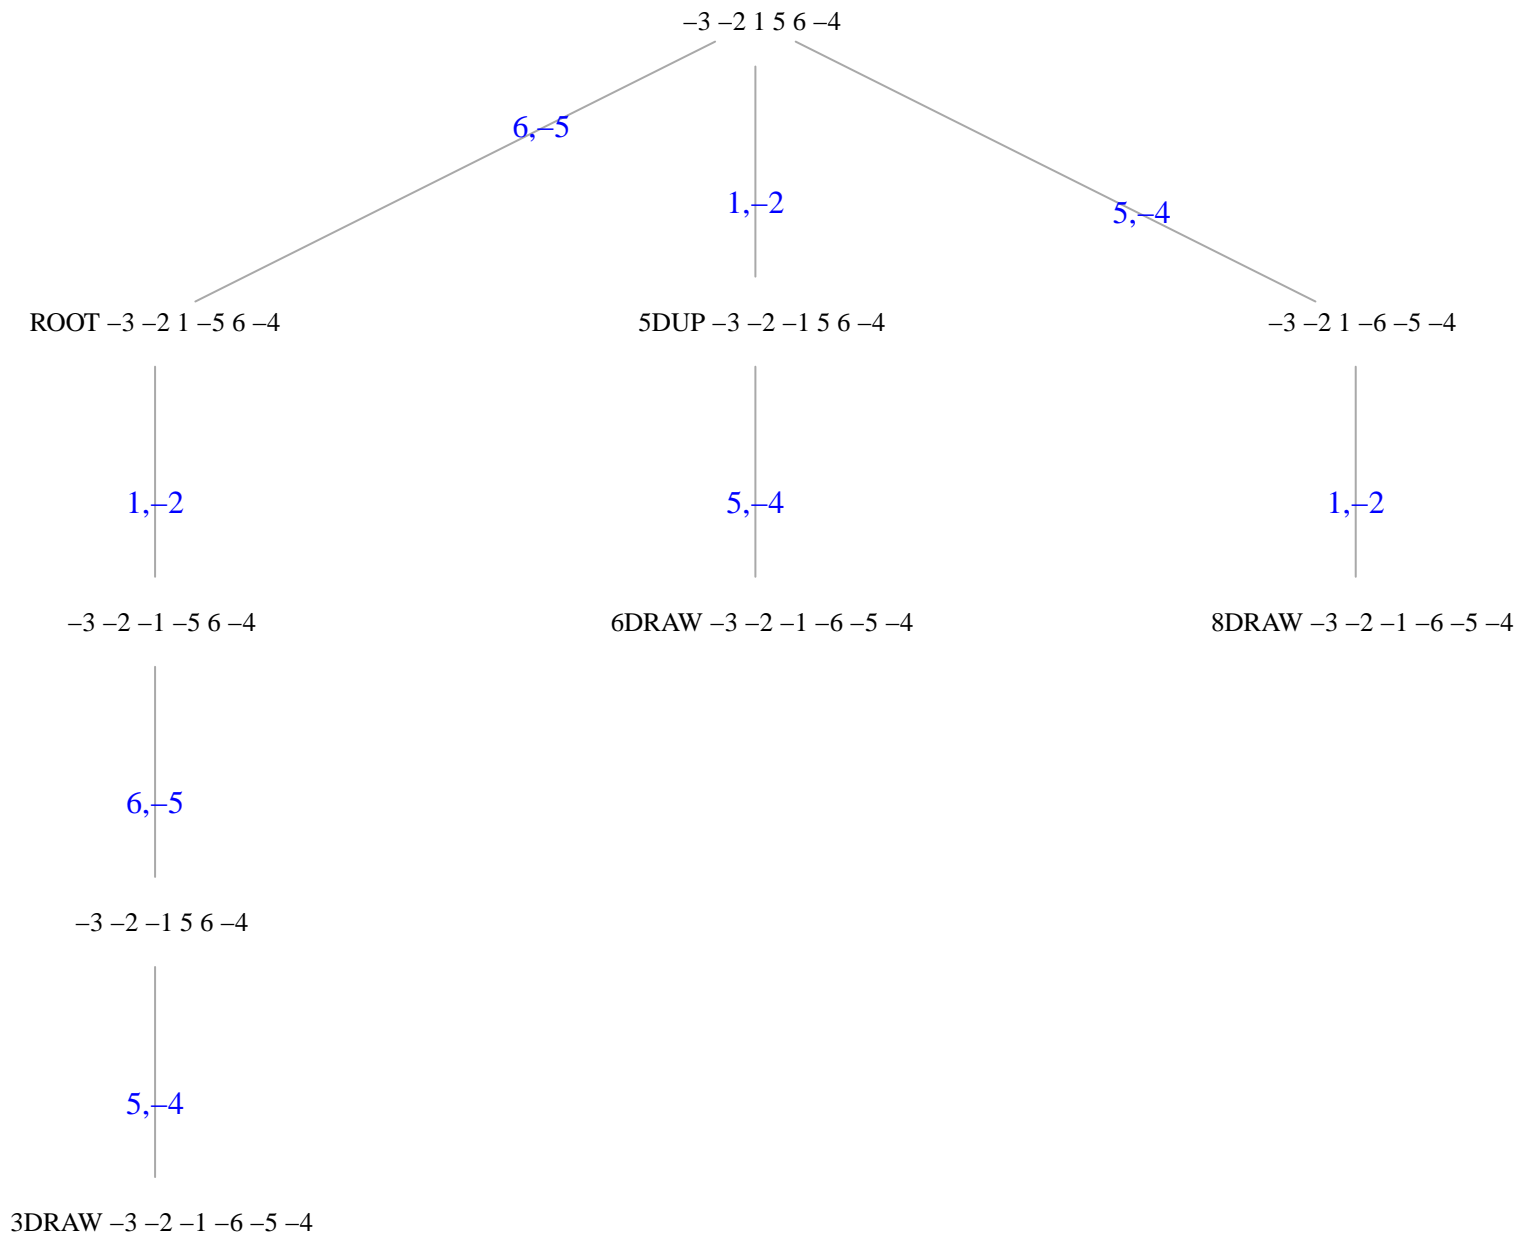 –3 –2 1 5 6 –4
6,–5
1,–2
5,–4
ROOT –3 –2 1 –5 6 –4
5DUP –3 –2 –1 5 6 –4
–3 –2 1 –6 –5 –4
1,–2
5,–4
1,–2
–3 –2 –1 –5 6 –4
6DRAW –3 –2 –1 –6 –5 –4
8DRAW –3 –2 –1 –6 –5 –4
6,–5
–3 –2 –1 5 6 –4
5,–4
3DRAW –3 –2 –1 –6 –5 –4